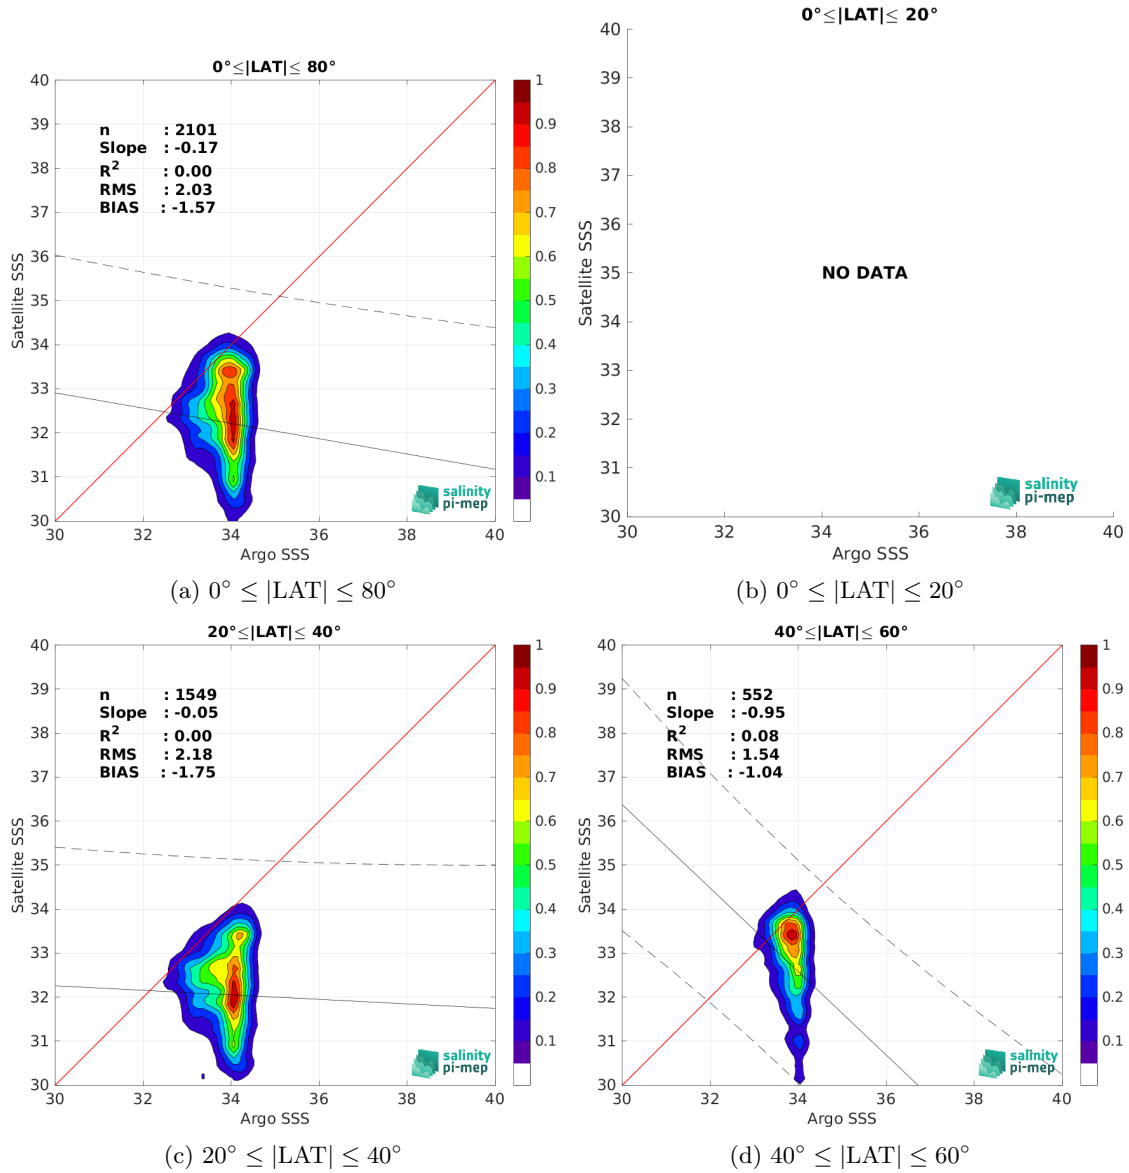 0°≤|LAT|≤ 80°
40
39
38
37
36
35
34
33
32
31
30
30
32
34
36
38
40
Satellite SSS
Argo SSS
n : 2101
Slope : -0.17
R² : 0.00
RMS : 2.03
BIAS : -1.57
1
0.9
0.8
0.7
0.6
0.5
0.4
0.3
0.2
0.1
salinity
pi-mep
(a) 0° ≤ |LAT| ≤ 80°
0°≤|LAT|≤ 20°
40
39
38
37
36
35
34
33
32
31
30
30
32
34
36
38
40
Satellite SSS
Argo SSS
NO DATA
salinity
pi-mep
(b) 0° ≤ |LAT| ≤ 20°
20°≤|LAT|≤ 40°
40
39
38
37
36
35
34
33
32
31
30
30
32
34
36
38
40
Satellite SSS
Argo SSS
n : 1549
Slope : -0.05
R² : 0.00
RMS : 2.18
BIAS : -1.75
1
0.9
0.8
0.7
0.6
0.5
0.4
0.3
0.2
0.1
salinity
pi-mep
(c) 20° ≤ |LAT| ≤ 40°
40°≤|LAT|≤ 60°
40
39
38
37
36
35
34
33
32
31
30
30
32
34
36
38
40
Satellite SSS
Argo SSS
n : 552
Slope : -0.95
R² : 0.08
RMS : 1.54
BIAS : -1.04
1
0.9
0.8
0.7
0.6
0.5
0.4
0.3
0.2
0.1
salinity
pi-mep
(d) 40° ≤ |LAT| ≤ 60°